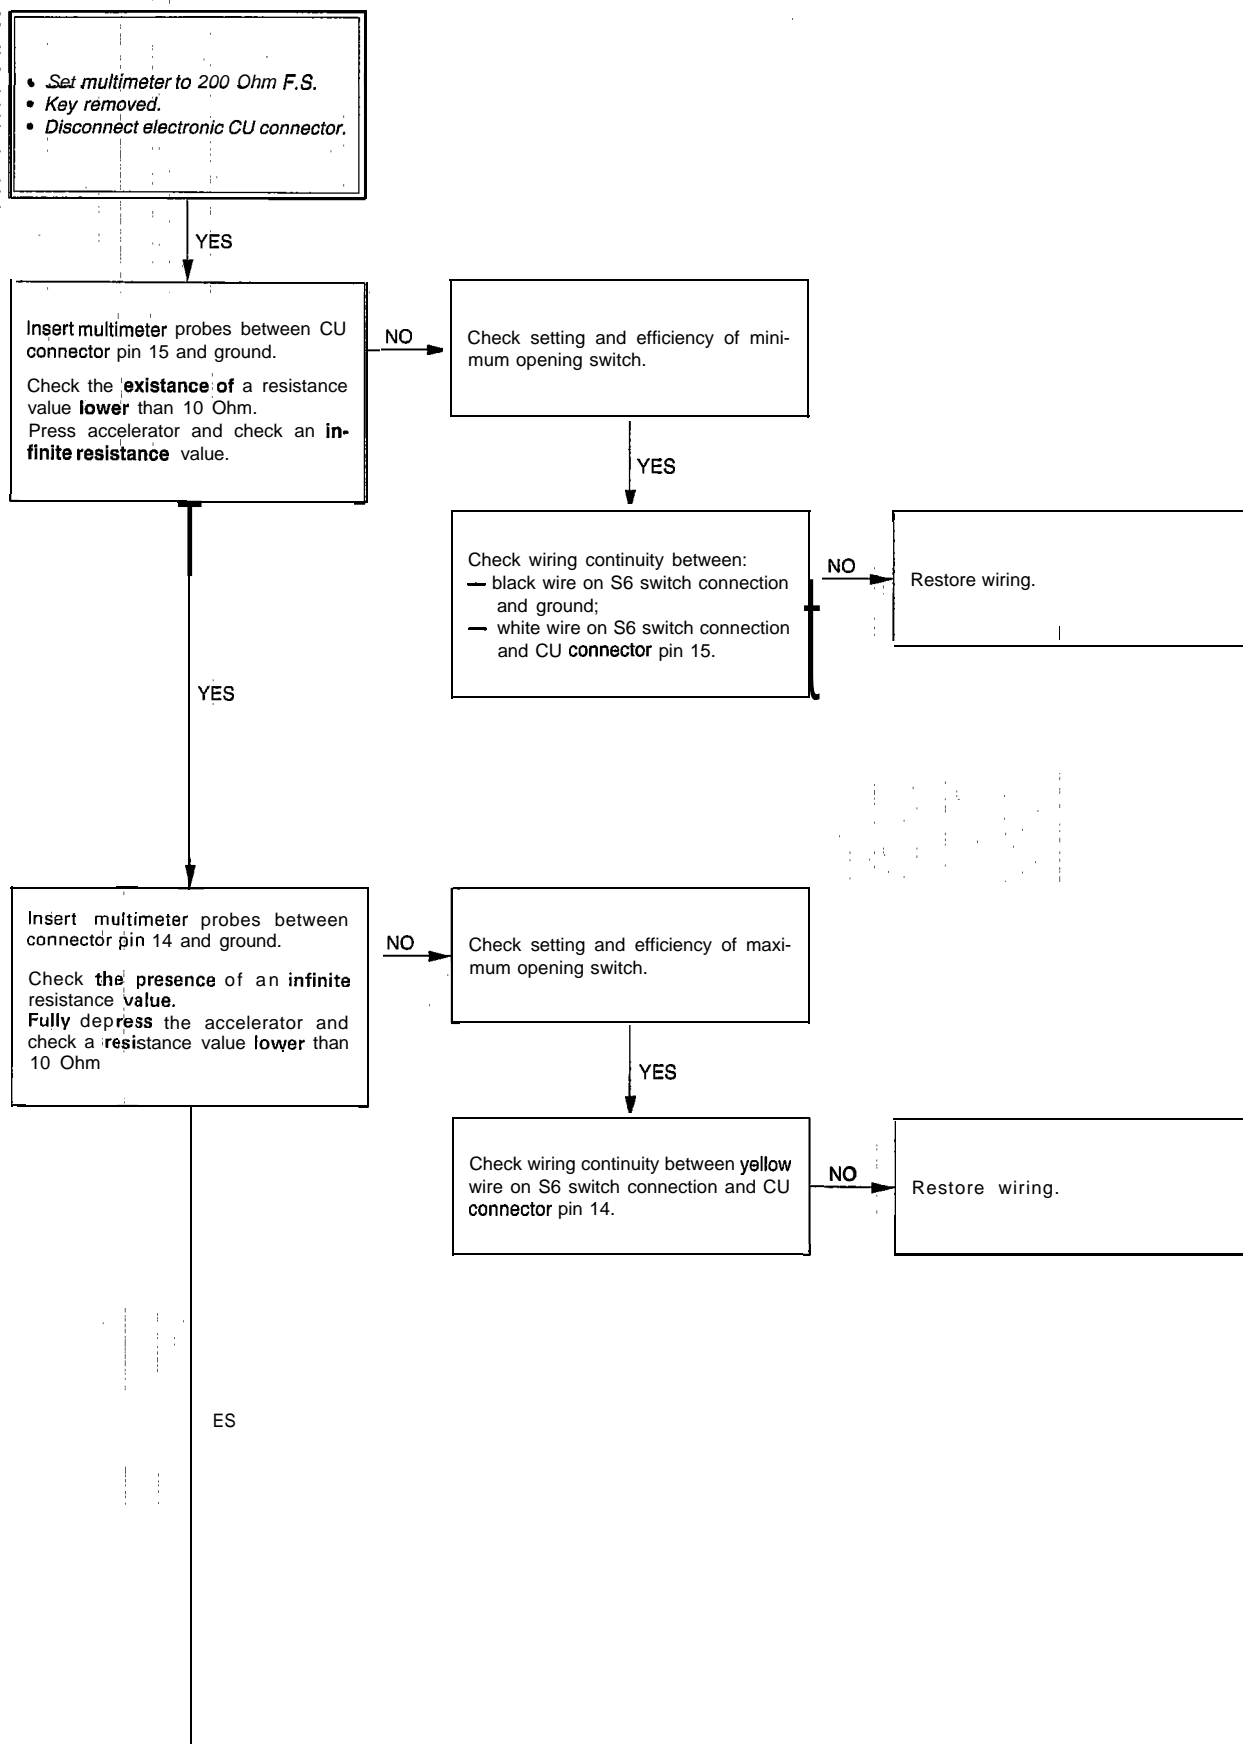 • Set multimeter to 200 Ohm F.S.
• Key removed.
• Disconnect electronic CU connector.
YES
Insert multimeter probes between CU
connector pin 15 and ground.
Check the existance of a resistance
value lower than 10 Ohm.
Press accelerator and check an in-
finite resistance value.
NO
Check setting and efficiency of mini-
mum opening switch.
YES
Check wiring continuity between:
— black wire on S6 switch connection
and ground;
— white wire on S6 switch connection
and CU connector pin 15.
NO
Restore wiring.
YES
Insert multimeter probes between
connector pin 14 and ground.
Check the presence of an infinite
resistance value.
Fully depress the accelerator and
check a resistance value lower than
10 Ohm
NO
Check setting and efficiency of maxi-
mum opening switch.
YES
Check wiring continuity between yellow
wire on S6 switch connection and CU
connector pin 14.
NO
Restore wiring.
ES